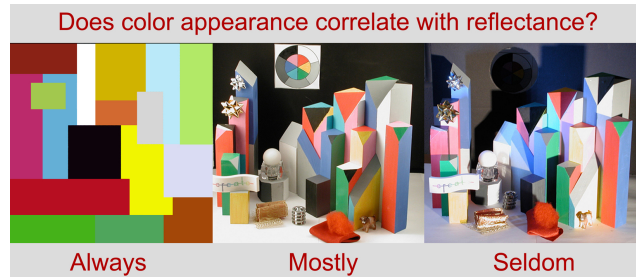 Does color appearance correlate with reflectance?
Always
Mostly
Seldom